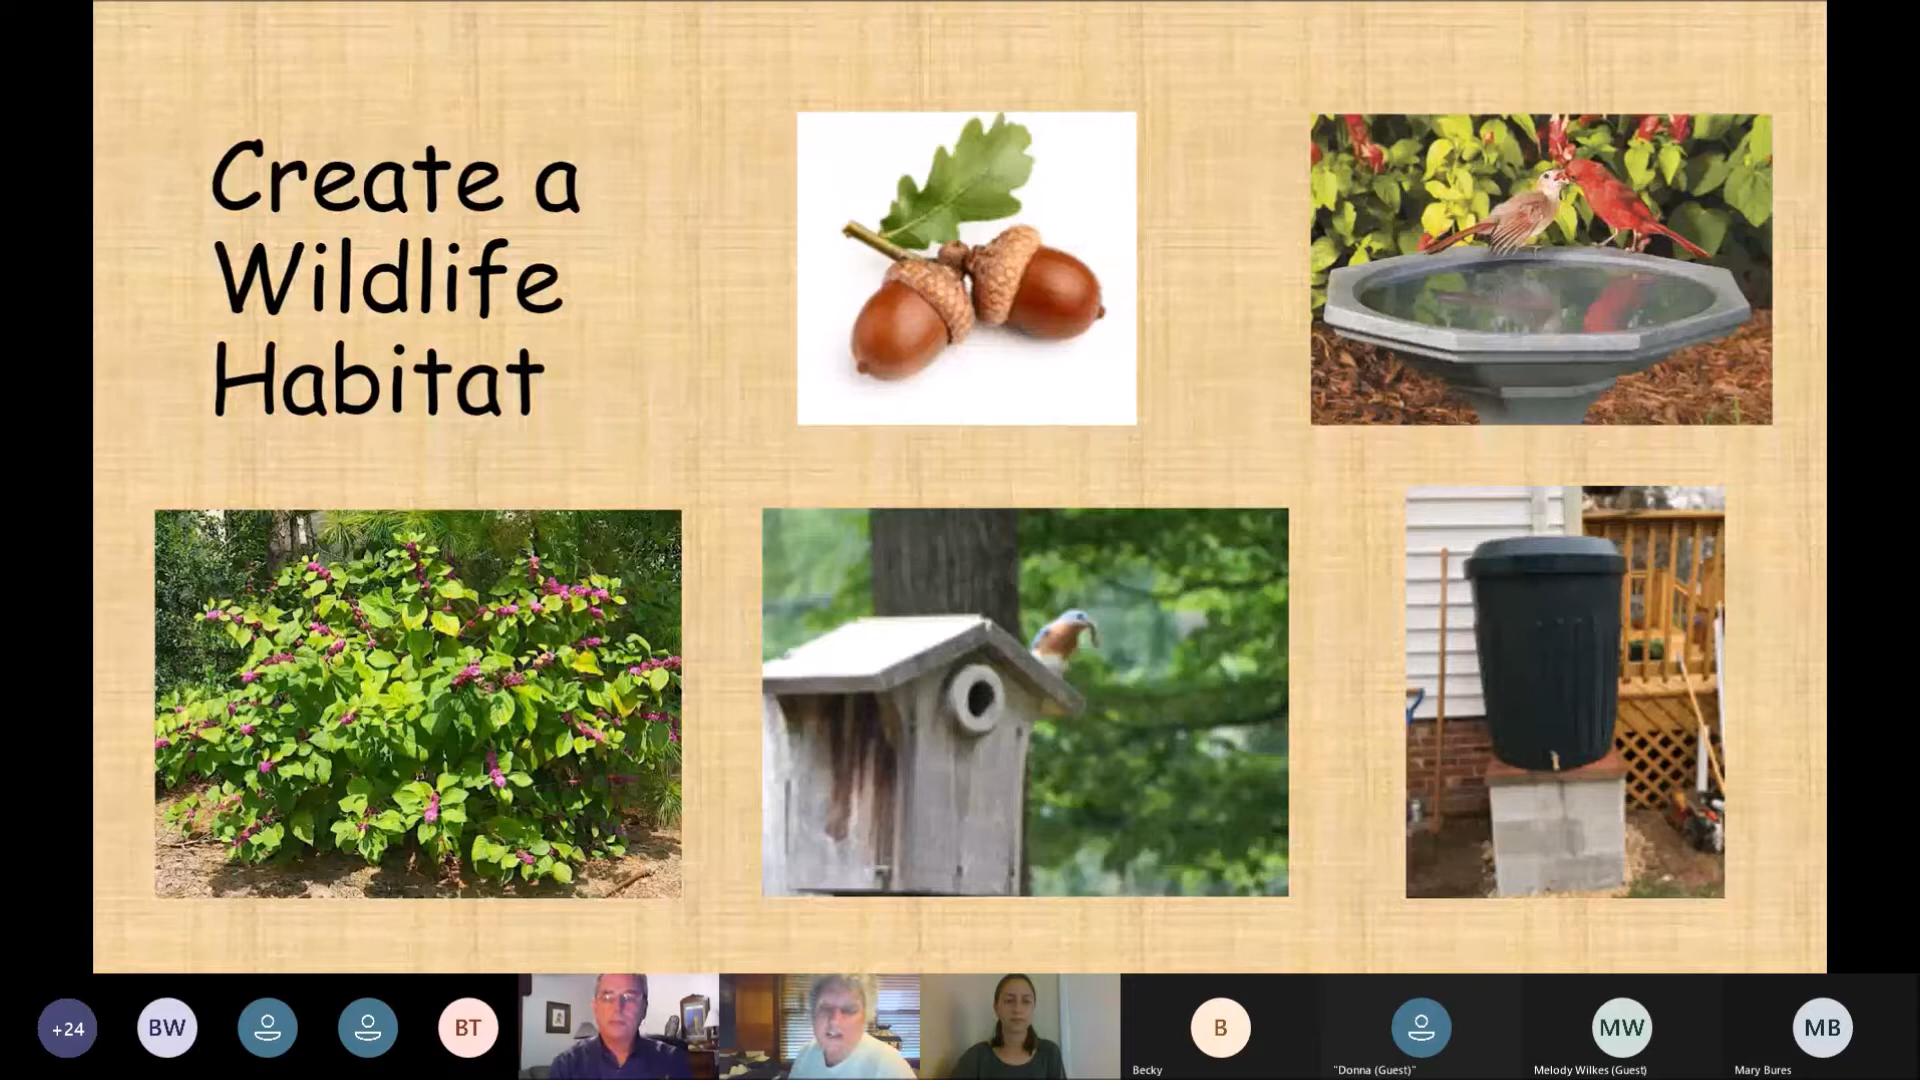 Create a
Wildlife
Habitat
+24
BW
BT
B
MW
MB
Becky
"Donna (Guest)"
Melody Wilkes (Guest)
Mary Bures